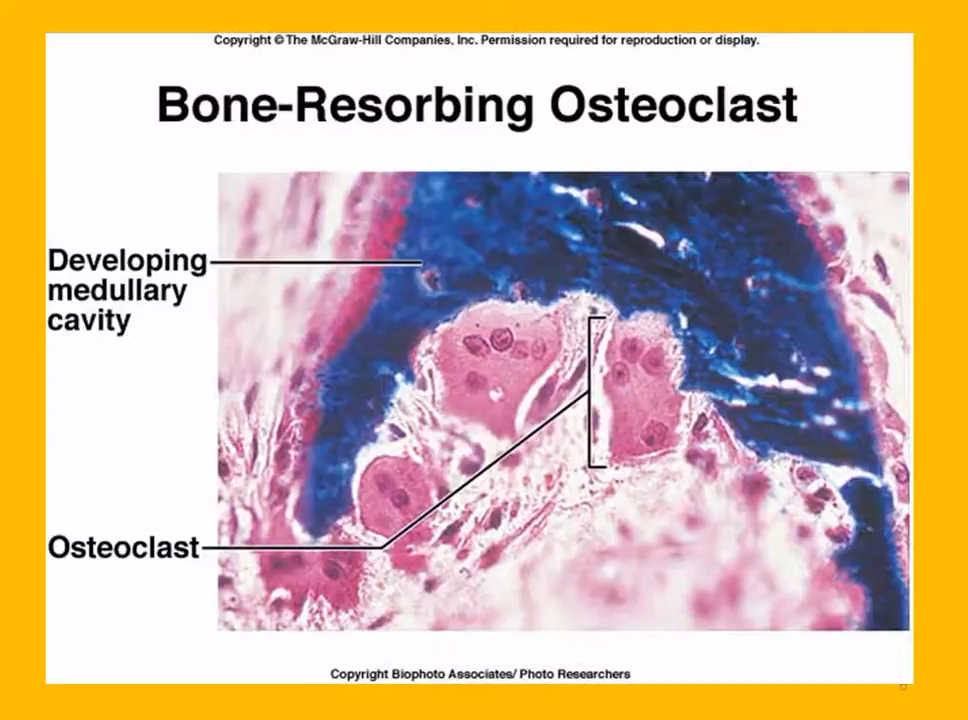 Copyright © The McGraw-Hill Companies, Inc. Permission required for reproduction or display.
Bone-Resorbing Osteoclast
Developing
medullary
cavity
Osteoclast
Copyright Biophoto Associates/ Photo Researchers